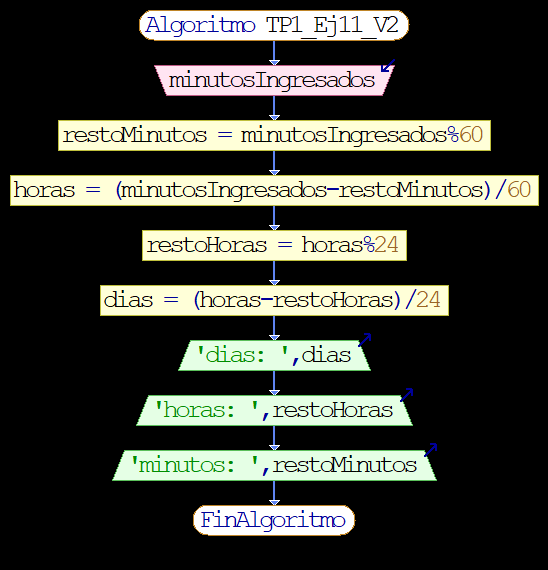 Algoritmo TP1_Ej11_V2
minutosIngresados
restoMinutos = minutosIngresados%60
horas = (minutosIngresados-restoMinutos)/60
restoHoras = horas%24
dias = (horas-restoHoras)/24
'dias: ',dias
'horas: ',restoHoras
'minutos: ',restoMinutos
FinAlgoritmo